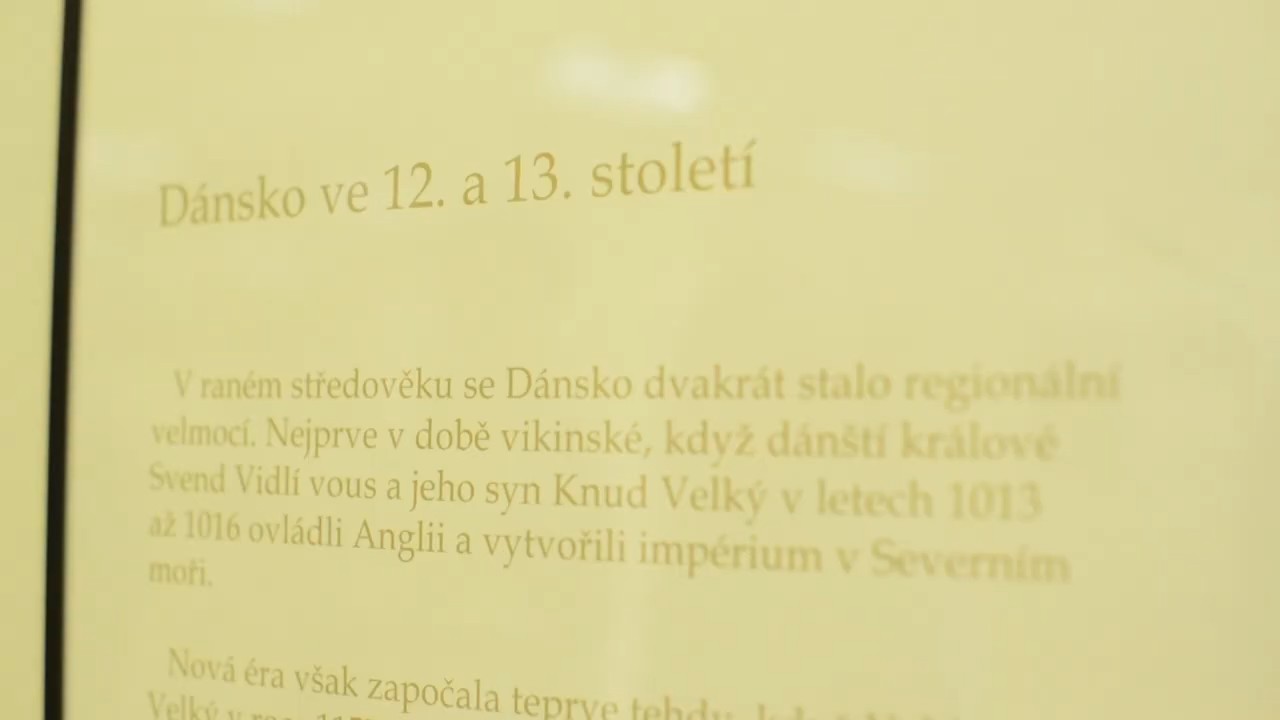 Dánsko ve 12. a 13. století
V raném středověku se Dánsko dvakrát stalo regionální
velmocí. Nejprve v době vikinské, když dánští králové
Svend Vidlí vous a jeho syn Knud Velký v letech 1013
až 1016 ovládli Anglii a vytvořili impérium v Severním
moři.
Nová éra však započala teprve tehdy,
Velký v